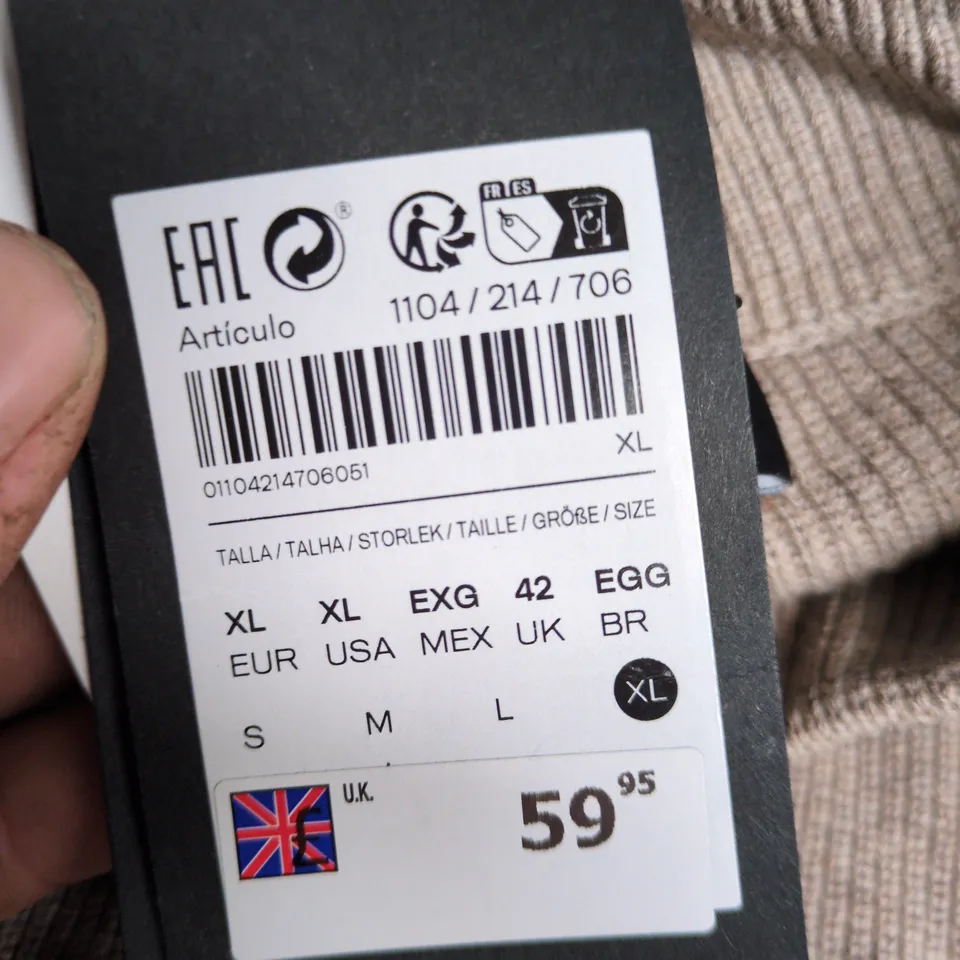 FR ES
EAC ®
Artículo 1104 / 214 / 706
01104214706051 XL
TALLA / TALHA / STORLEK / TAILLE / GRÖßE / SIZE
XL XL EXG 42 EGG
EUR USA MEX UK BR
S M L XL
U.K. £ 59 95